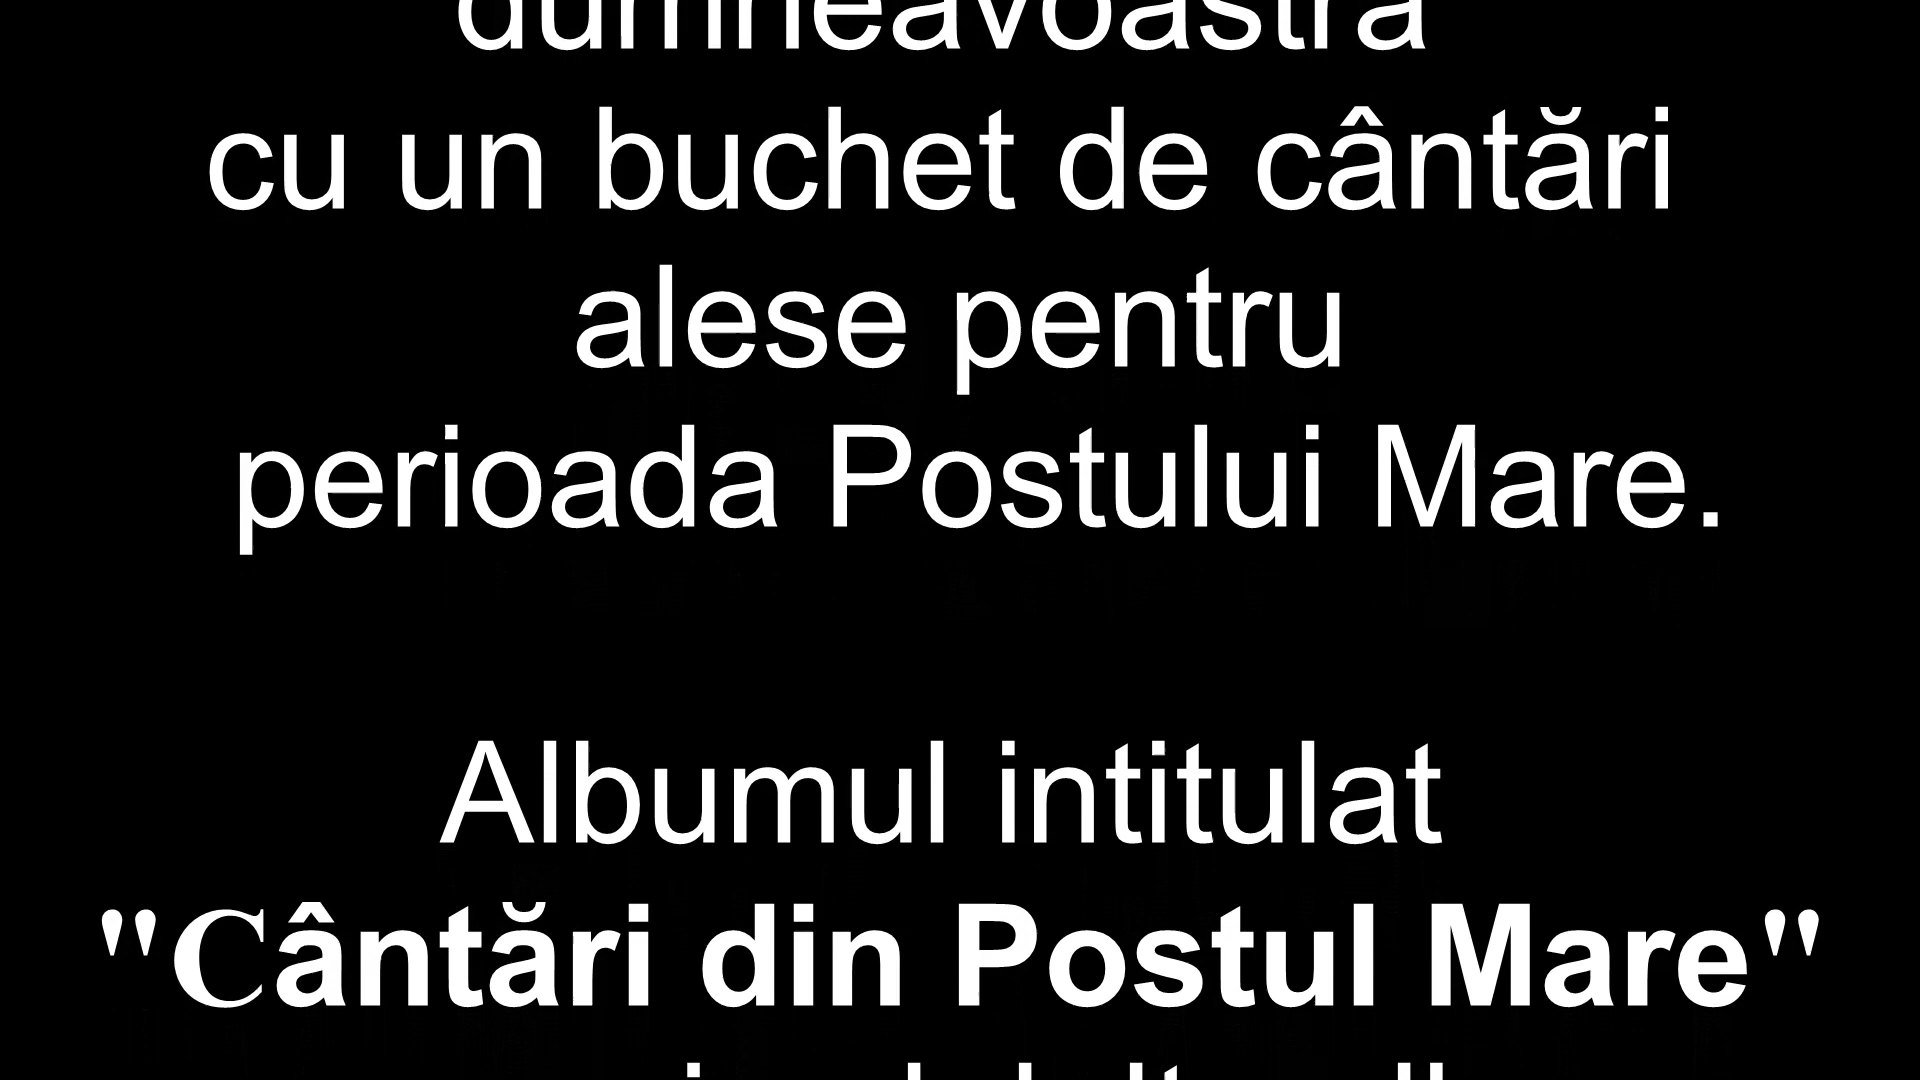 dumneavoastră
cu un buchet de cântări
alese pentru
perioada Postului Mare.
Albumul intitulat
"Cântări din Postul Mare"